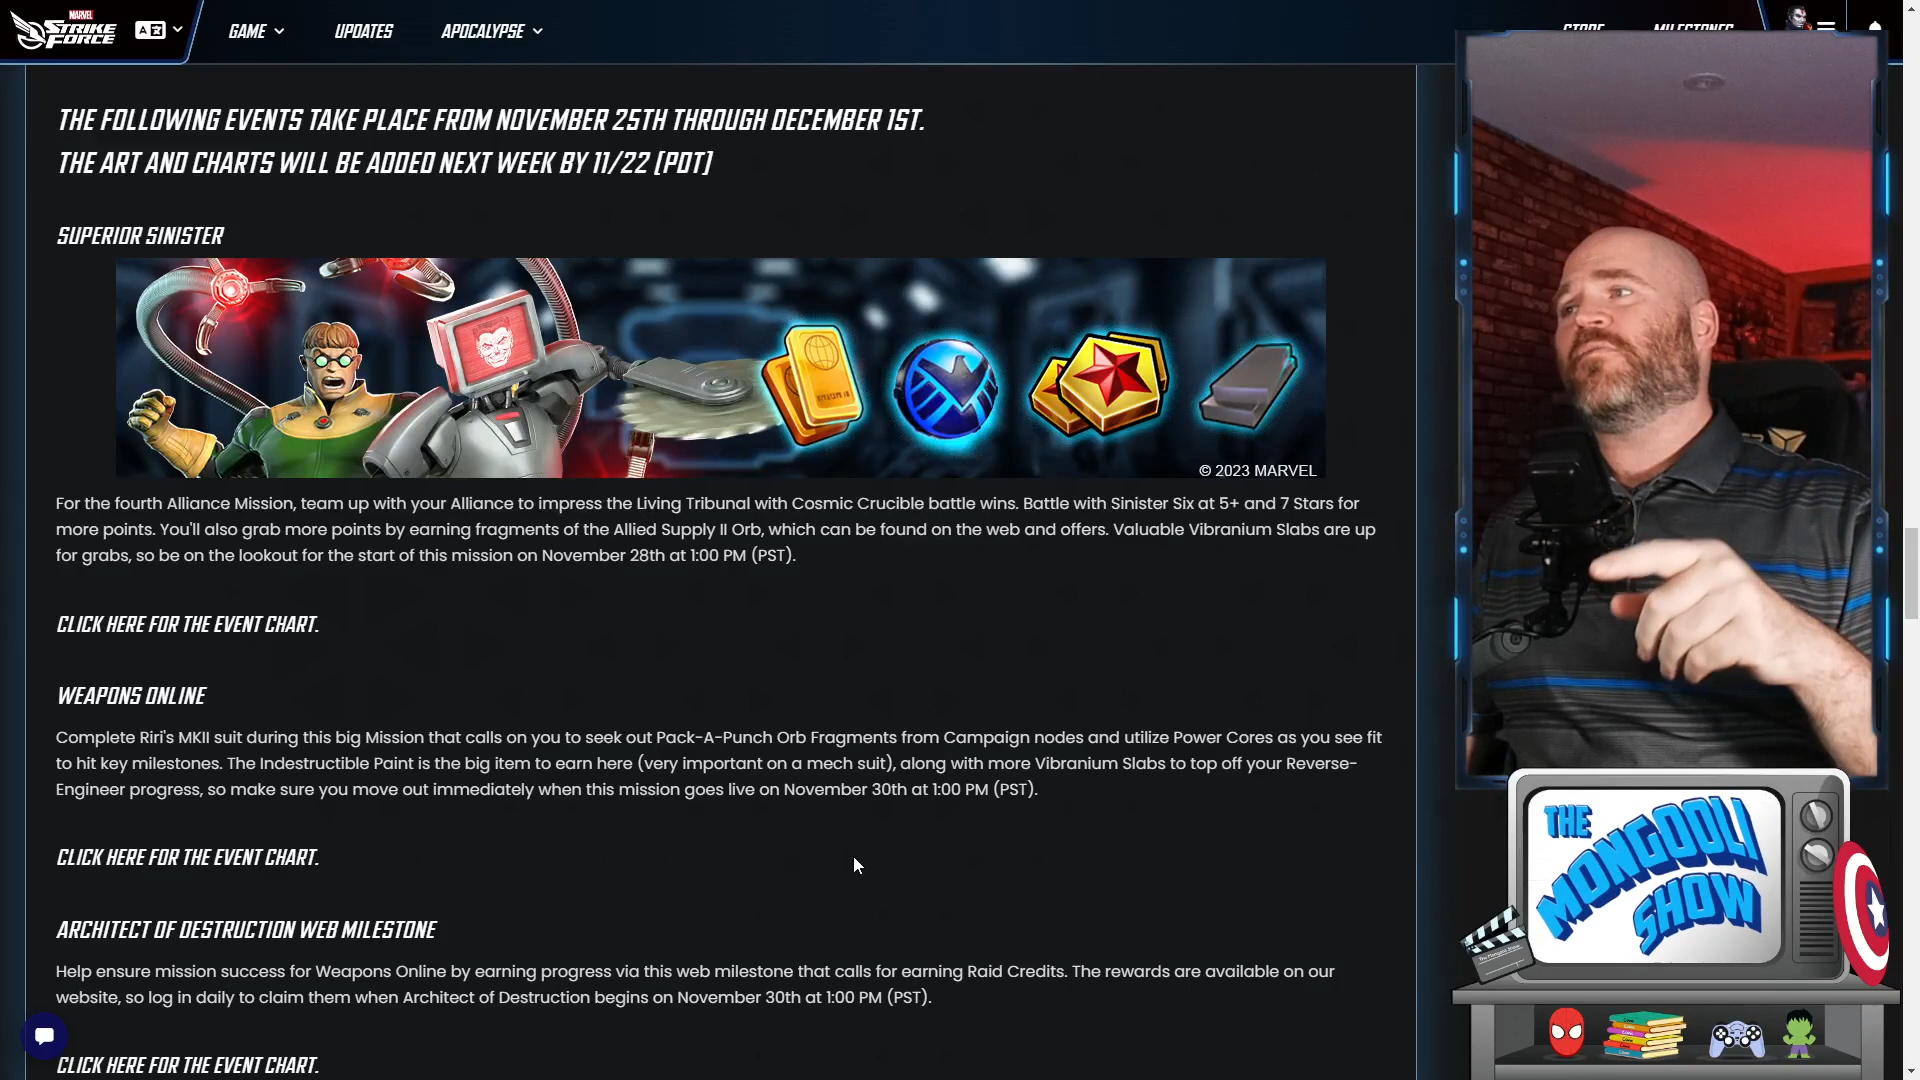 MARVEL
STRIKE
FORCE
GAME
UPDATES
APOCALYPSE
STORE
MILESTONES
THE FOLLOWING EVENTS TAKE PLACE FROM NOVEMBER 25TH THROUGH DECEMBER 1ST.
THE ART AND CHARTS WILL BE ADDED NEXT WEEK BY 11/22 [PDT]
SUPERIOR SINISTER
© 2023 MARVEL
For the fourth Alliance Mission, team up with your Alliance to impress the Living Tribunal with Cosmic Crucible battle wins. Battle with Sinister Six at 5+ and 7 Stars for
more points. You'll also grab more points by earning fragments of the Allied Supply II Orb, which can be found on the web and offers. Valuable Vibranium Slabs are up
for grabs, so be on the lookout for the start of this mission on November 28th at 1:00 PM (PST).
CLICK HERE FOR THE EVENT CHART.
WEAPONS ONLINE
Complete Riri's MKII suit during this big Mission that calls on you to seek out Pack-A-Punch Orb Fragments from Campaign nodes and utilize Power Cores as you see fit
to hit key milestones. The Indestructible Paint is the big item to earn here (very important on a mech suit), along with more Vibranium Slabs to top off your Reverse-
Engineer progress, so make sure you move out immediately when this mission goes live on November 30th at 1:00 PM (PST).
CLICK HERE FOR THE EVENT CHART.
ARCHITECT OF DESTRUCTION WEB MILESTONE
Help ensure mission success for Weapons Online by earning progress via this web milestone that calls for earning Raid Credits. The rewards are available on our
website, so log in daily to claim them when Architect of Destruction begins on November 30th at 1:00 PM (PST).
CLICK HERE FOR THE EVENT CHART.
THE
MONGOOLI
SHOW